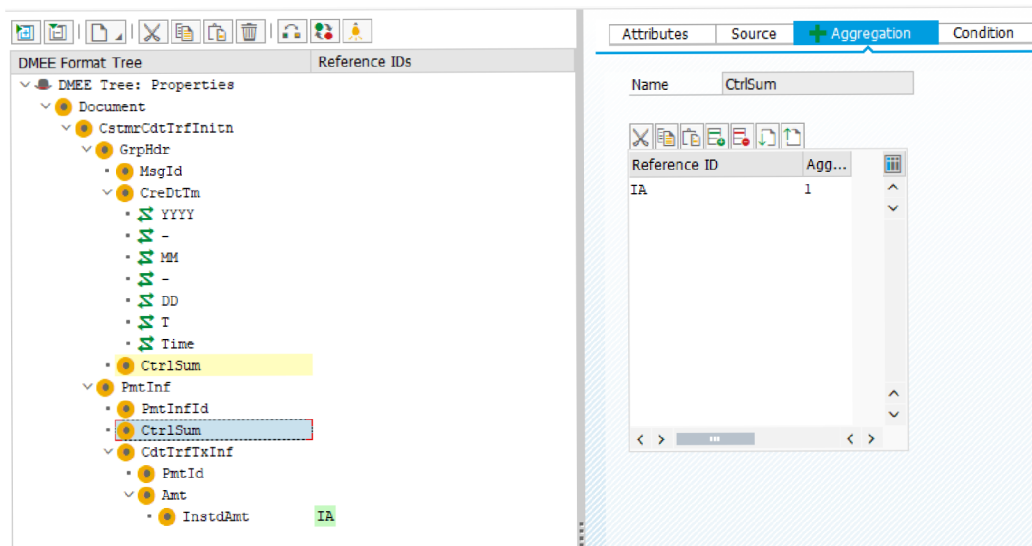 DMEE Format Tree Reference IDs
DMEE Tree: Properties
Document
CstmrCdtTrfInitn
GrpHdr
MsgId
CreDtTm
YYYY
-
MM
-
DD
T
Time
CtrlSum
PmtInf
PmtInfId
CtrlSum
CdtTrfTxInf
PmtId
Amt
InstdAmt IA
Attributes Source Aggregation Condition
Name CtrlSum
Reference ID Agg...
IA 1